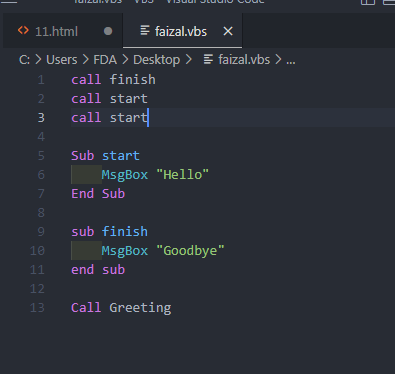 faizal.vbs - VBS - Visual Studio Code
11.html faizal.vbs
C: > Users > FDA > Desktop > faizal.vbs > ...
1 call finish
2 call start
3 call start
4
5 Sub start
6 MsgBox "Hello"
7 End Sub
8
9 sub finish
10 MsgBox "Goodbye"
11 end sub
12
13 Call Greeting